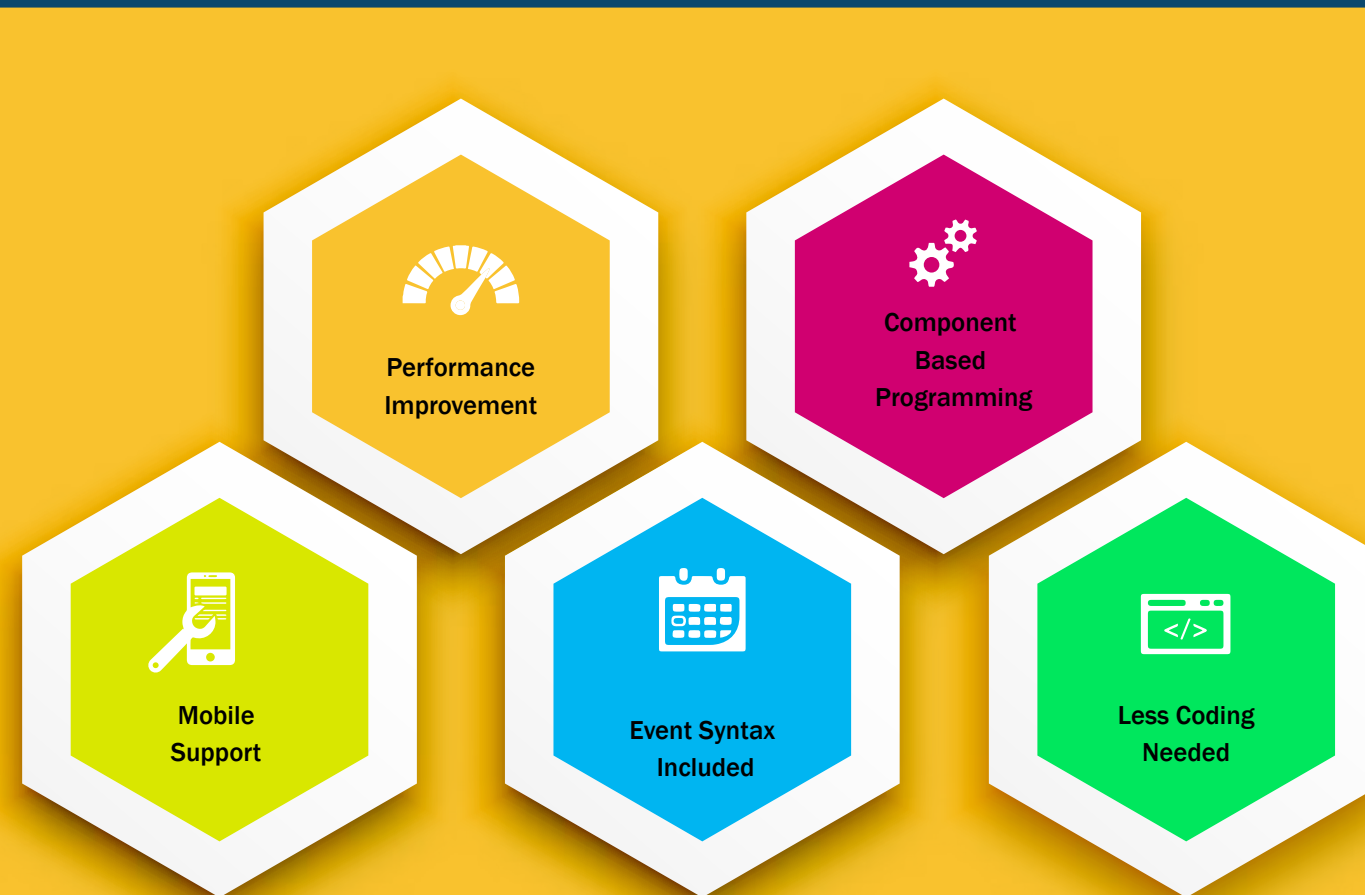 Performance
Improvement
Component
Based
Programming
Mobile
Support
Event Syntax
Included
</>
Less Coding
Needed